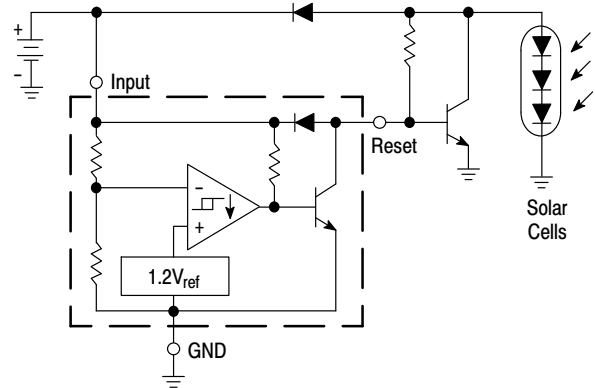 +
-
Input
Reset
Solar
Cells
-
+
1.2Vref
GND